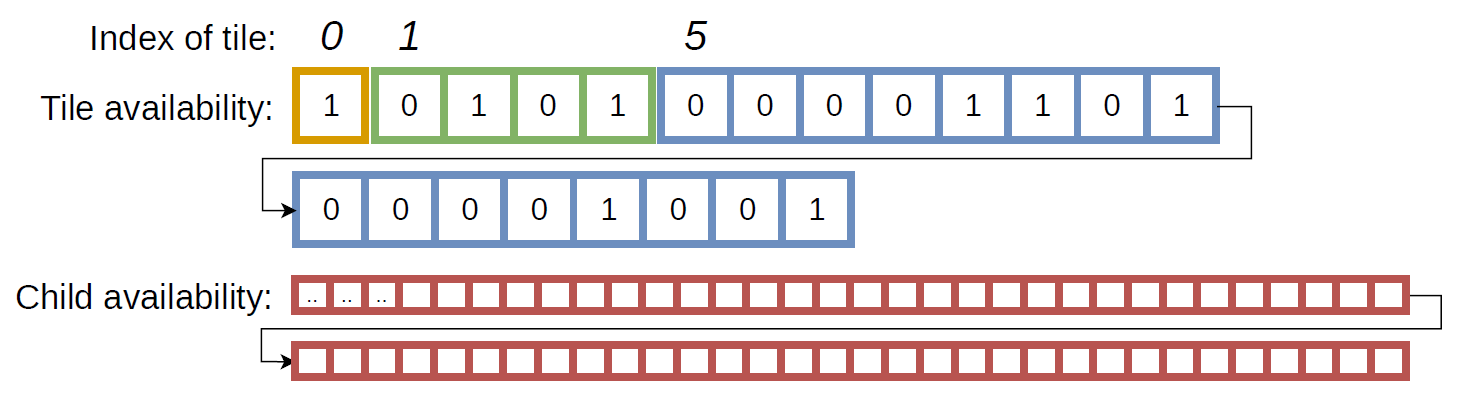 Index of tile: 0 1 5
Tile availability: 1 0 1 0 1 0 0 0 0 1 1 0 1
0 0 0 0 1 0 0 1
Child availability: .. .. ..